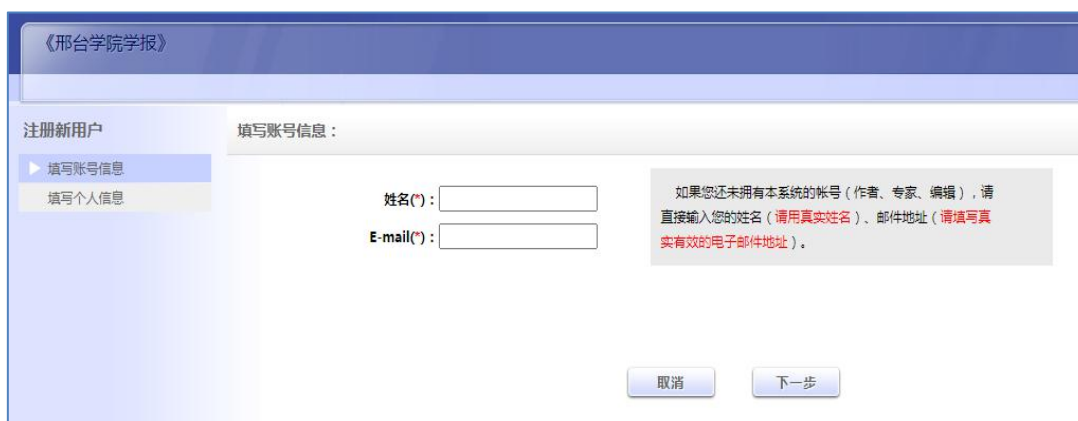 《邢台学院学报》
注册新用户
填写账号信息
填写个人信息
填写账号信息：
姓名(*)：
E-mail(*)：
如果您还未拥有本系统的帐号（作者、专家、编辑），请
直接输入您的姓名（请用真实姓名）、邮件地址（请填写真
实有效的电子邮件地址）。
取消
下一步